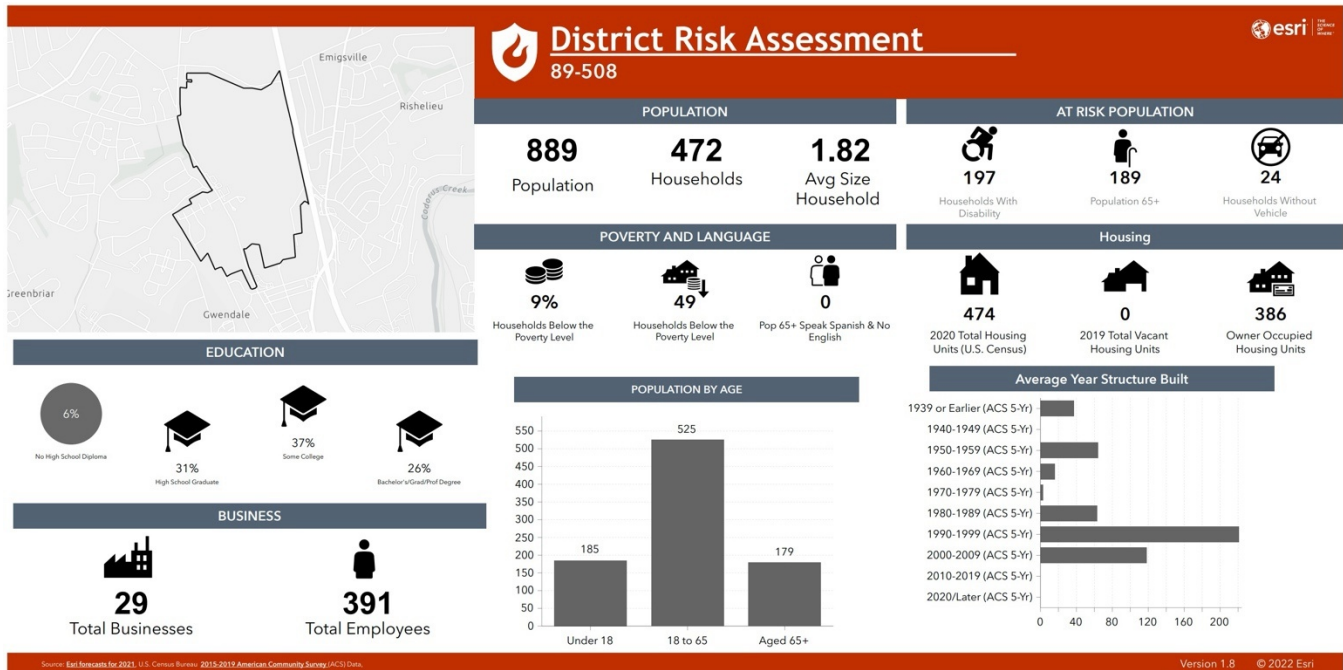 Emigsville
Rishelieu
Codorus Creek
Greenbriar
Gwendale
District Risk Assessment
89-508
esri
THE
SCIENCE
OF
WHERE
POPULATION
889
Population
472
Households
1.82
Avg Size
Household
AT RISK POPULATION
197
Households With
Disability
189
Population 65+
24
Households Without
Vehicle
POVERTY AND LANGUAGE
9%
Households Below the
Poverty Level
49
Households Below the
Poverty Level
0
Pop 65+ Speak Spanish & No
English
Housing
474
2020 Total Housing
Units (U.S. Census)
0
2019 Total Vacant
Housing Units
386
Owner Occupied
Housing Units
EDUCATION
6%
No High School Diploma
31%
High School Graduate
37%
Some College
26%
Bachelor's/Grad/Prof Degree
BUSINESS
29
Total Businesses
391
Total Employees
POPULATION BY AGE
550
500
450
400
350
300
250
200
150
100
50
0
185
525
179
Under 18
18 to 65
Aged 65+
Average Year Structure Built
1939 or Earlier (ACS 5-Yr)
1940-1949 (ACS 5-Yr)
1950-1959 (ACS 5-Yr)
1960-1969 (ACS 5-Yr)
1970-1979 (ACS 5-Yr)
1980-1989 (ACS 5-Yr)
1990-1999 (ACS 5-Yr)
2000-2009 (ACS 5-Yr)
2010-2019 (ACS 5-Yr)
2020/Later (ACS 5-Yr)
0 40 80 120 160 200
Source: Esri forecasts for 2021, U.S. Census Bureau 2015-2019 American Community Survey (ACS) Data,
Version 1.8 © 2022 Esri